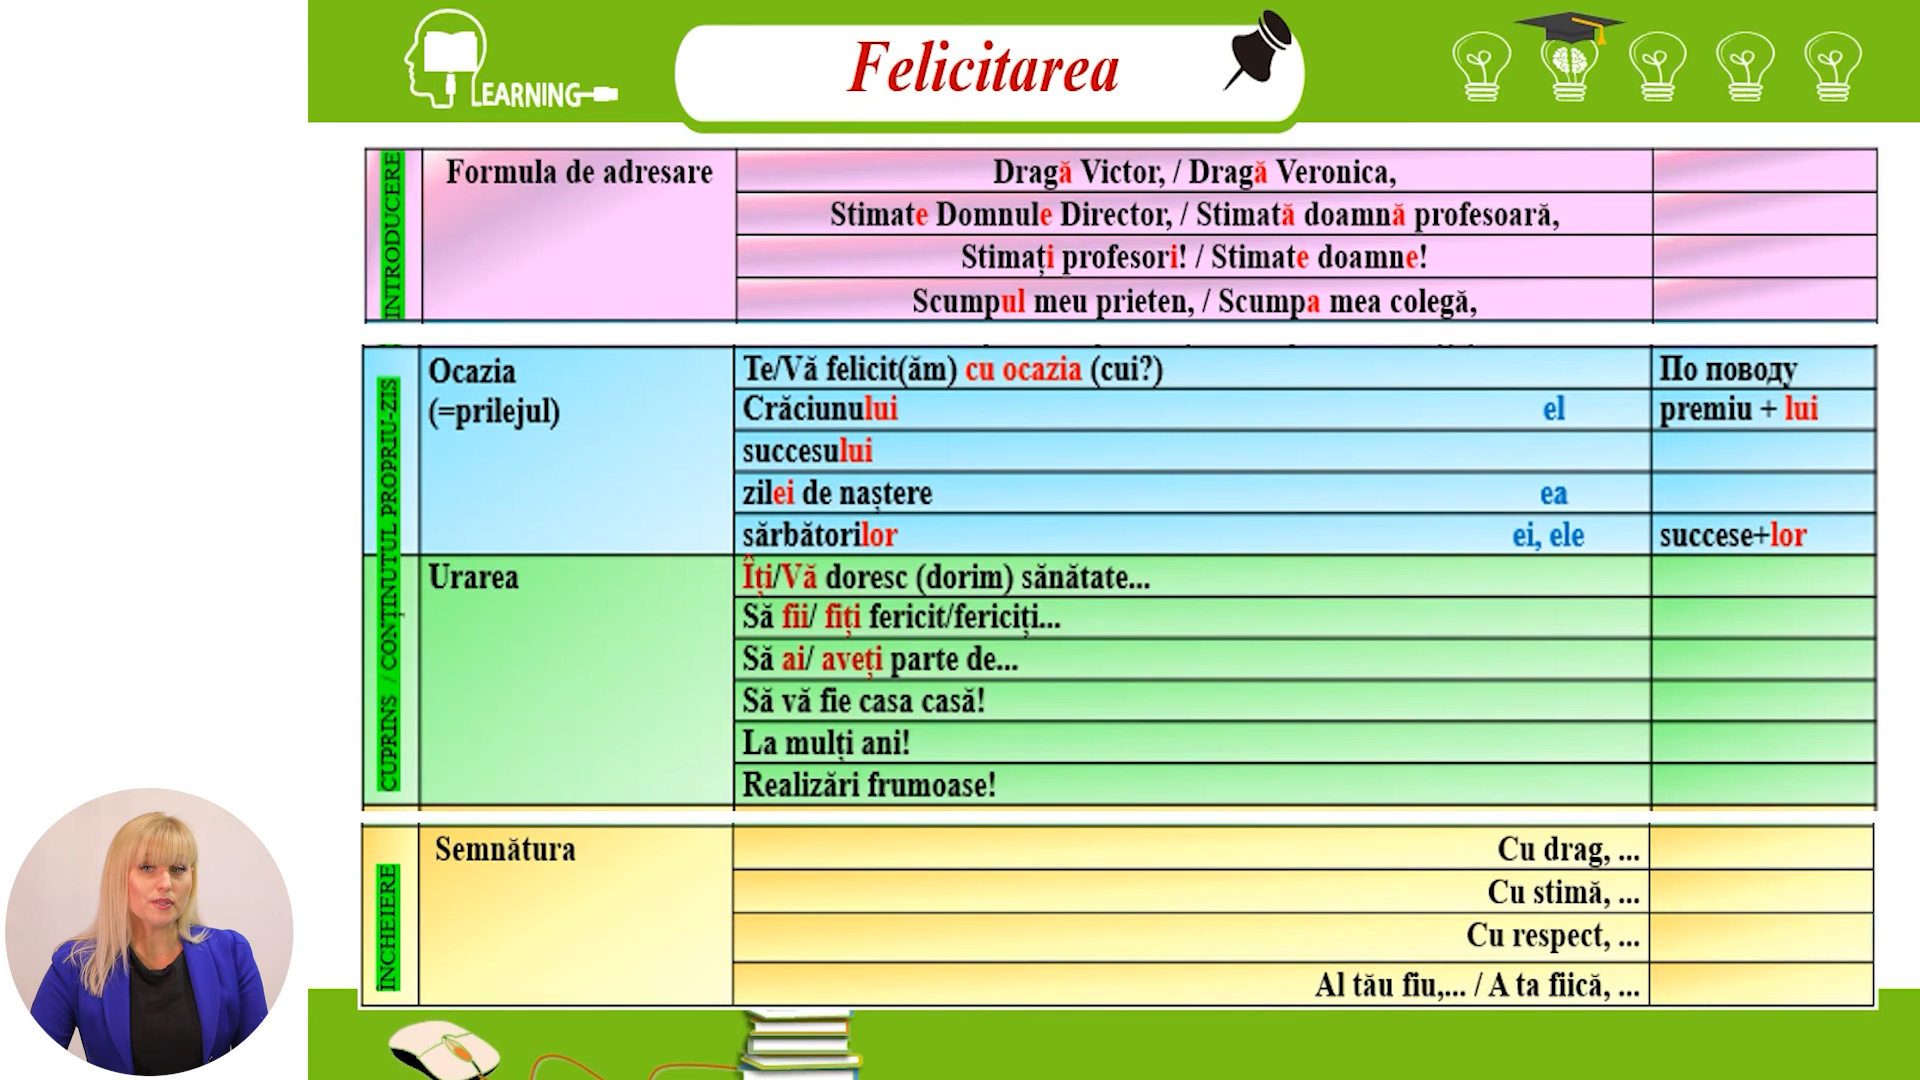 LEARNING
Felicitarea
INTRODUCERE
Formula de adresare
Dragă Victor, / Dragă Veronica,
Stimate Domnule Director, / Stimată doamnă profesoară,
Stimați profesori! / Stimate doamne!
Scumpul meu prieten, / Scumpa mea colegă,
CUPRINS / CONȚINUTUL PROPRIU-ZIS
Ocazia
(=prilejul)
Te/Vă felicit(ăm) cu ocazia (cui?)
По поводу
Crăciunului el
premiu + lui
succesului
zilei de naștere ea
sărbătorilor ei, ele
succese+lor
Urarea
Îți/Vă doresc (dorim) sănătate...
Să fii/ fiți fericit/fericiți...
Să ai/ aveți parte de...
Să vă fie casa casă!
La mulți ani!
Realizări frumoase!
ÎNCHEIERE
Semnătura
Cu drag, ...
Cu stimă, ...
Cu respect, ...
Al tău fiu,... / A ta fiică, ...